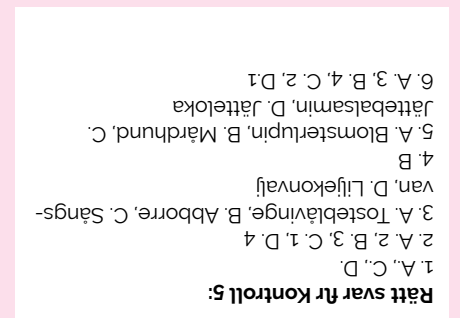 Rätt svar fïr Kontroll 5:
1. A., C., D.
2. A. 2, B. 3, C. 1, D. 4
3. A. Tosteblåvinge, B. Abborre, C. Sångs-
van, D. Liljekonvalj
4. B
5. A. Blomsterlupin, B. Mårdhund, C.
Jättebalsamin, D. Jätteloka
6. A. 3, B. 4, C. 2, D.1